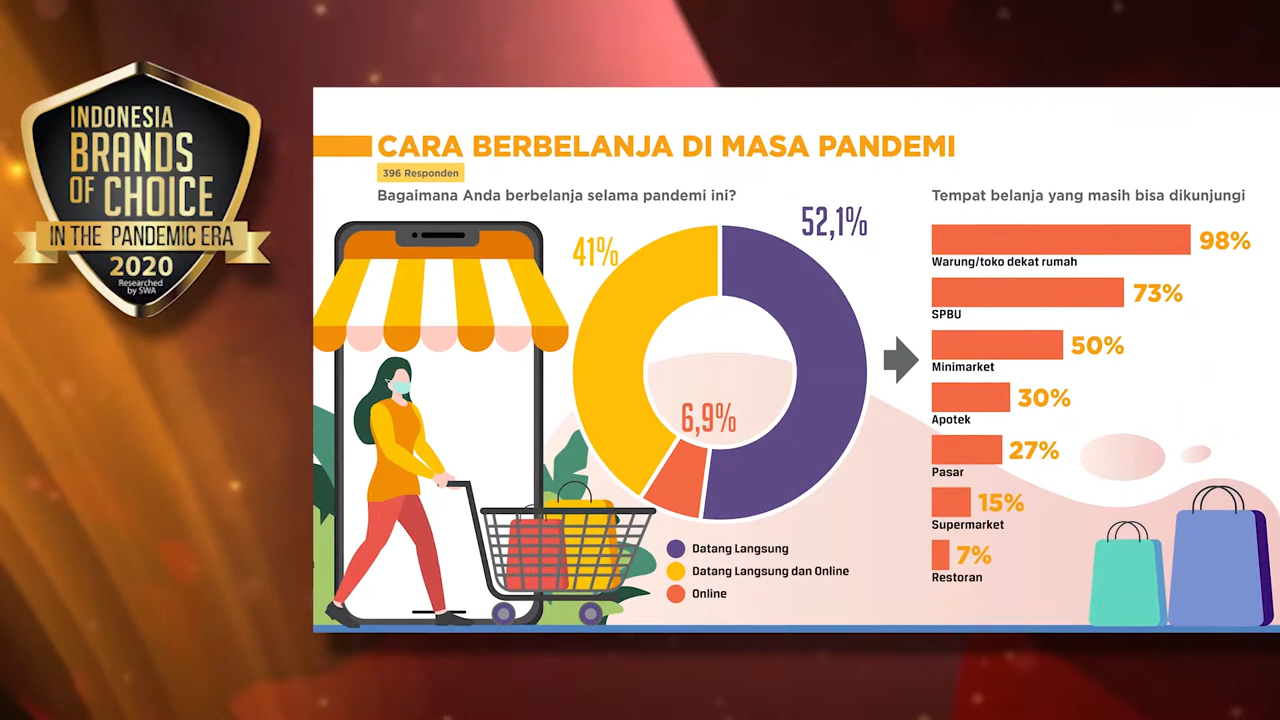 INDONESIA
BRANDS
OF CHOICE
IN THE PANDEMIC ERA
2020
Researched
by SWA
CARA BERBELANJA DI MASA PANDEMI
396 Responden
Bagaimana Anda berbelanja selama pandemi ini?
52,1%
41%
6,9%
Datang Langsung
Datang Langsung dan Online
Online
Tempat belanja yang masih bisa dikunjungi
98%
Warung/toko dekat rumah
73%
SPBU
50%
Minimarket
30%
Apotek
27%
Pasar
15%
Supermarket
7%
Restoran